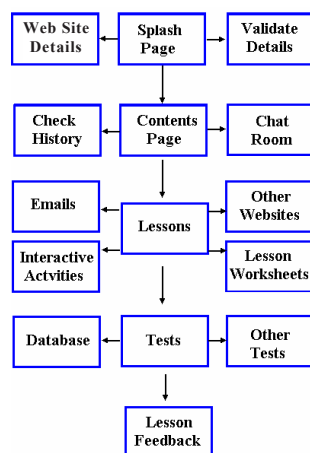 Web Site
Details
Splash
Page
Validate
Details
Check
History
Contents
Page
Chat
Room
Emails
Lessons
Other
Websites
Interactive
Actvities
Lesson
Worksheets
Database
Tests
Other
Tests
Lesson
Feedback